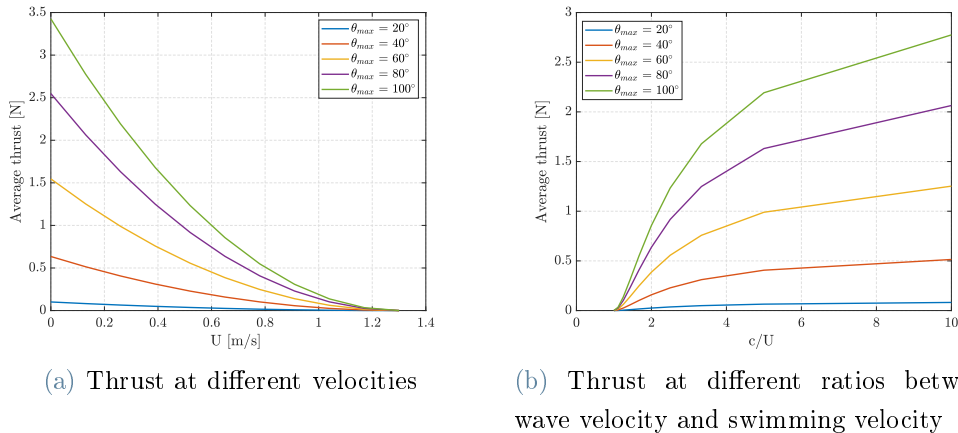 3.5
3
2.5
2
1.5
1
0.5
0
Average thrust [N]
0 0.2 0.4 0.6 0.8 1 1.2 1.4
U [m/s]
θmax = 20°
θmax = 40°
θmax = 60°
θmax = 80°
θmax = 100°
(a) Thrust at different velocities
3
2.5
2
1.5
1
0.5
0
Average thrust [N]
0 2 4 6 8 10
c/U
θmax = 20°
θmax = 40°
θmax = 60°
θmax = 80°
θmax = 100°
(b) Thrust at different ratios betw
wave velocity and swimming velocity